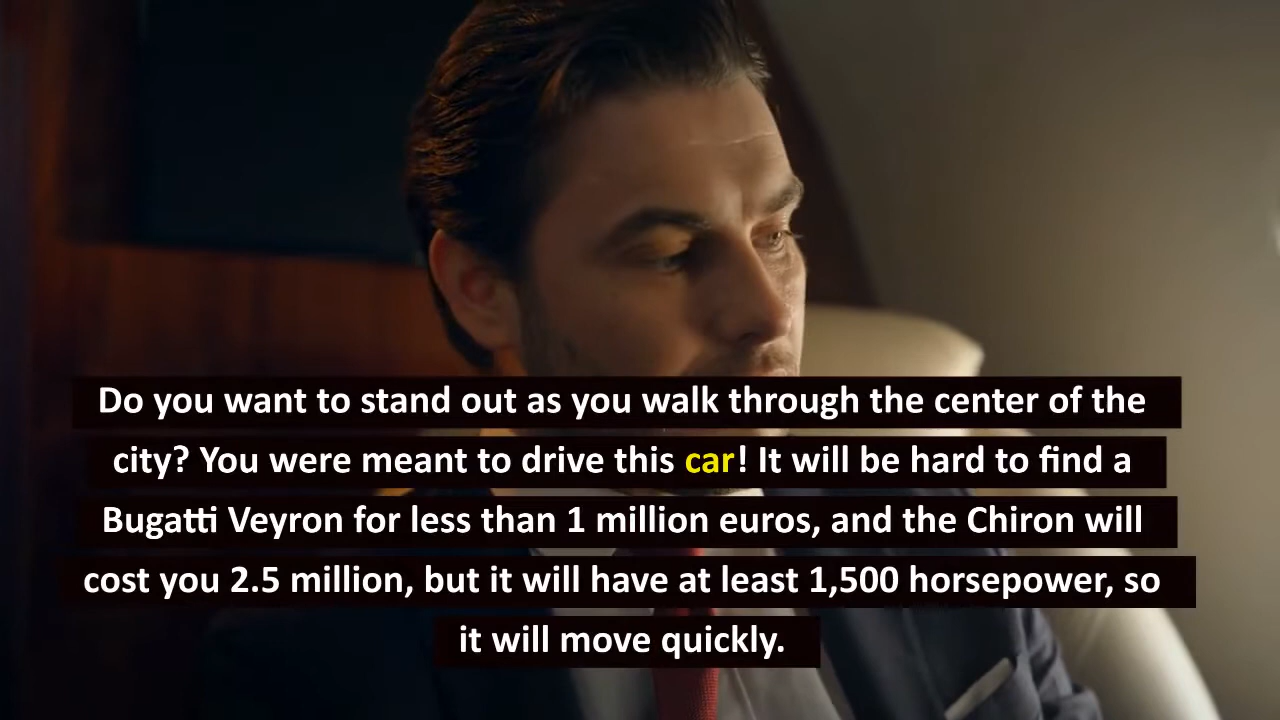 Do you want to stand out as you walk through the center of the
city? You were meant to drive this car! It will be hard to find a
Bugatti Veyron for less than 1 million euros, and the Chiron will
cost you 2.5 million, but it will have at least 1,500 horsepower, so
it will move quickly.